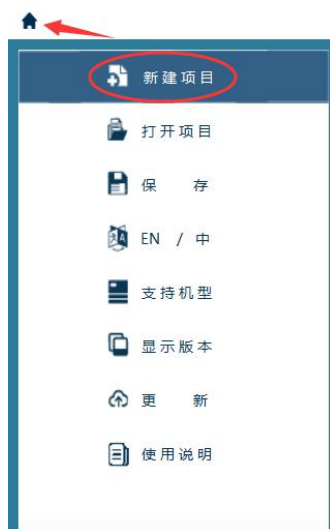 新建项目
打开项目
保 存
EN / 中
支持机型
显示版本
更 新
使用说明